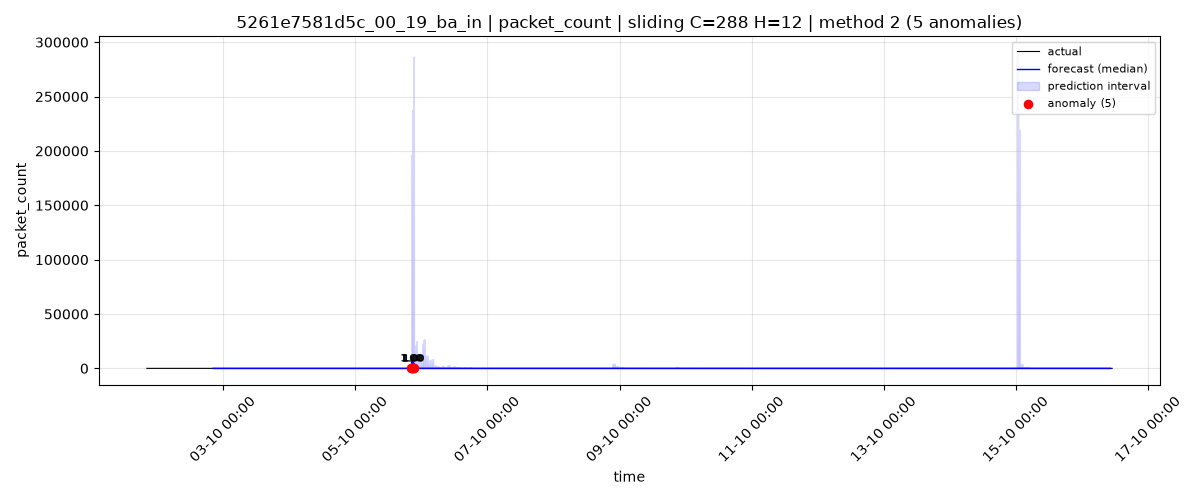 5261e7581d5c_00_19_ba_in | packet_count | sliding C=288 H=12 | method 2 (5 anomalies)
actual
forecast (median)
prediction interval
anomaly (5)
packet_count
300000
250000
200000
150000
100000
50000
0
03-10 00:00
05-10 00:00
07-10 00:00
09-10 00:00
11-10 00:00
13-10 00:00
15-10 00:00
17-10 00:00
time